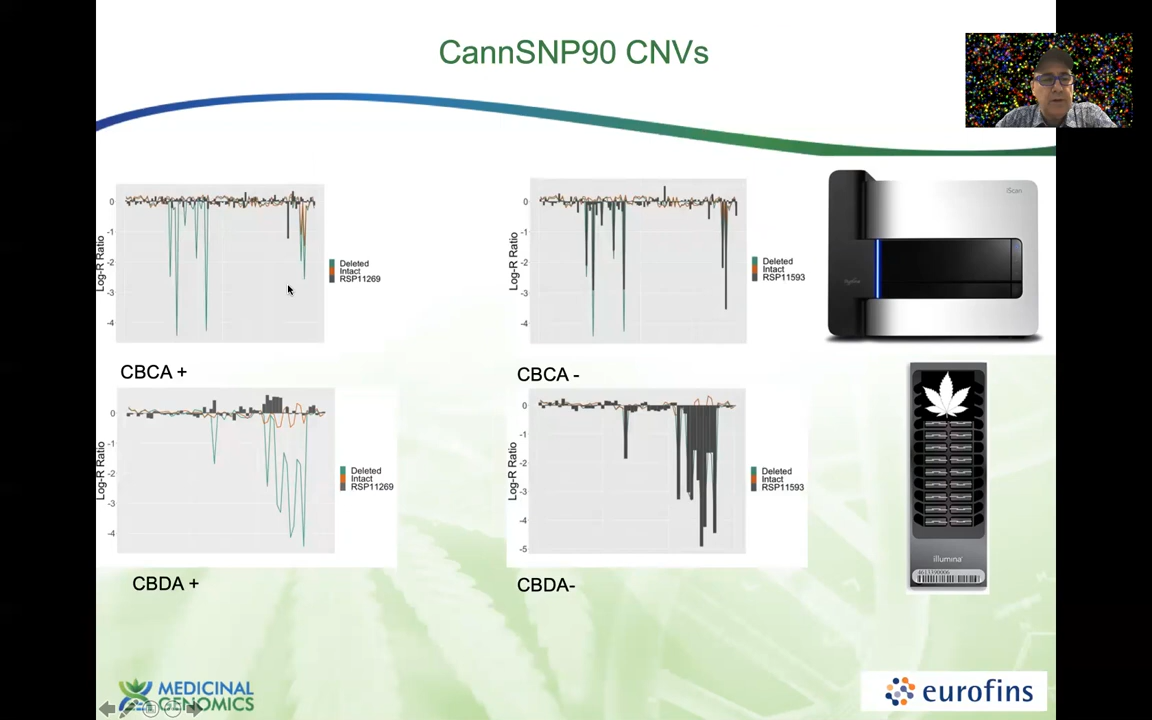 CannSNP90 CNVs
0
-1
-2
-3
-4
Log-R Ratio
Deleted
Intact
RSP11269
CBCA +
0
-1
-2
-3
-4
Log-R Ratio
Deleted
Intact
RSP11593
CBCA -
iScan
0
-1
-2
-3
-4
Log-R Ratio
Deleted
Intact
RSP11269
CBDA +
0
-1
-2
-3
-4
-5
Log-R Ratio
Deleted
Intact
RSP11593
CBDA-
illumina
MEDICINAL
GENOMICS
eurofins